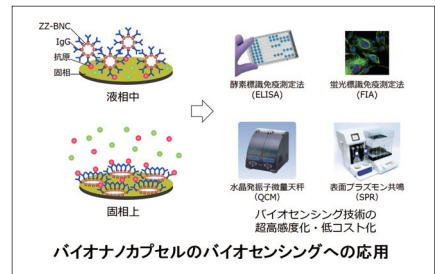 ZZ-BNC
IgG
抗原
固相
液相中
固相上
酵素標識免疫測定法
(ELISA)
蛍光標識免疫測定法
(FIA)
水晶発振子微量天秤
(QCM)
表面プラズモン共鳴
(SPR)
バイオセンシング技術の
超高感度化・低コスト化
バイオナノカプセルのバイオセンシングへの応用